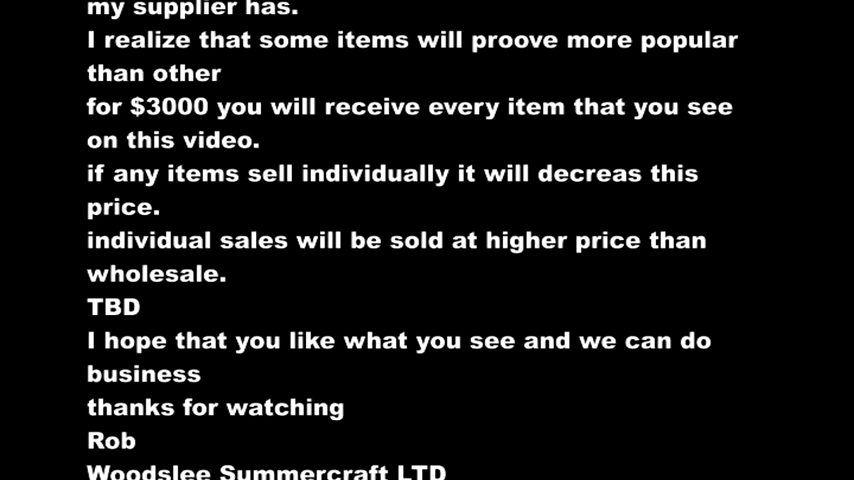 my supplier has.
I realize that some items will proove more popular
than other
for $3000 you will receive every item that you see
on this video.
if any items sell individually it will decreas this
price.
individual sales will be sold at higher price than
wholesale.
TBD
I hope that you like what you see and we can do
business
thanks for watching
Rob
Woodslee Summercraft LTD